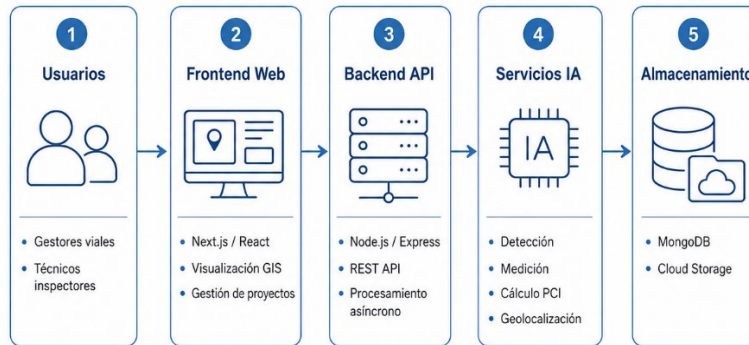 1
Usuarios
Gestores viales
Técnicos
inspectores
2
Frontend Web
Next.js / React
Visualización GIS
Gestión de proyectos
3
Backend API
Node.js / Express
REST API
Procesamiento
asíncrono
4
Servicios IA
IA
Detección
Medición
Cálculo PCI
Geolocalización
5
Almacenamiento
MongoDB
Cloud Storage